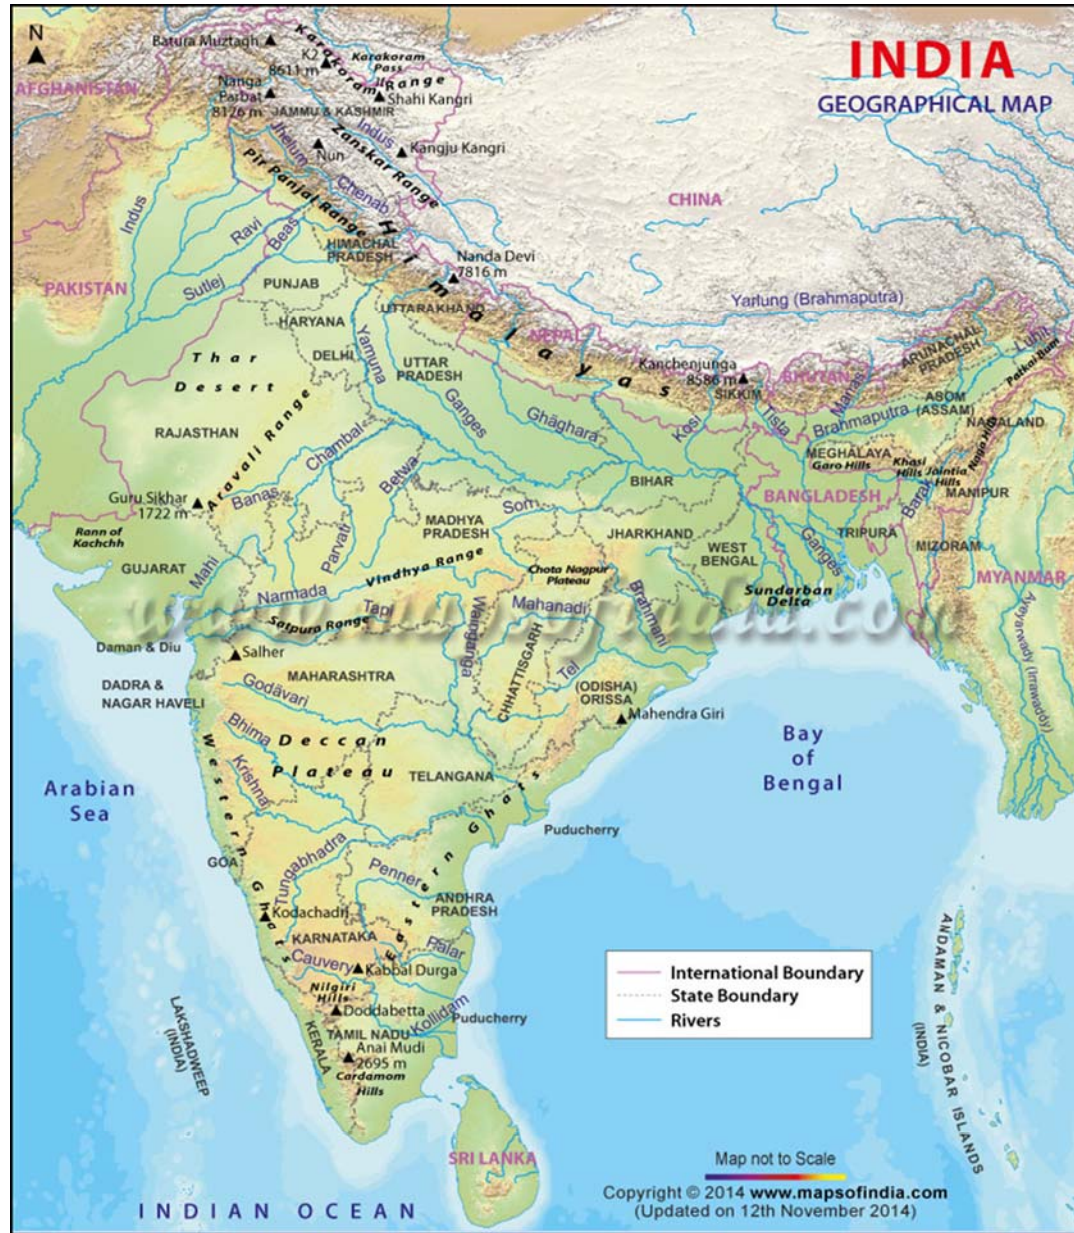 N
INDIA
GEOGRAPHICAL MAP
Batura Muztagh
K2
8611 m
Karakoram Range
Karakoram
Pass
Nanga
Parbat
8126 m
AFGHANISTAN
JAMMU & KASHMIR
Shahi Kangri
Indus
Jhelum
Nun
Zanskar Range
Kangju Kangri
Pir Panjal Range
Chenab
CHINA
Indus
Ravi
Beas
HIMACHAL
PRADESH
Himalayas
Nanda Devi
7816 m
PAKISTAN
Sutlej
PUNJAB
UTTARAKHAND
Yarlung (Brahmaputra)
HARYANA
NEPAL
Thar
Desert
DELHI
Yamuna
UTTAR
PRADESH
Kanchenjunga
8586 m
SIKKIM
BHUTAN
ARUNACHAL
PRADESH
Luhit
Patkai Bum
Manas
ASOM
(ASSAM)
RAJASTHAN
Aravali Range
Ganges
Ghäghara
Kosi
Tista
Brahmaputra
NAGALAND
Naga Hills
Chambal
Betwa
MEGHALAYA
Garo Hills
Khasi
Hills
Jaintia
Hills
Guru Sikhar
1722 m
Banas
BIHAR
BANGLADESH
Barak
MANIPUR
Rann of
Kachchh
Parvati
MADHYA
PRADESH
Som
JHARKHAND
TRIPURA
MIZORAM
GUJARAT
Mahi
Vindhya Range
Chota Nagpur
Plateau
WEST
BENGAL
Ganges
MYANMAR
Narmada
Tapi
Satpura Range
Wainganga
Mahanadi
Brahmani
Sundarban
Delta
www.mapsofindia.com
Daman & Diu
Salher
MAHARASHTRA
CHHATTISGARH
Tel
(ODISHA)
ORISSA
Ayeyarwady (Irrawaddy)
DADRA &
NAGAR HAVELI
Godävari
Mahendra Giri
Bhima
Deccan
Plateau
Bay
of
Bengal
Western Ghats
Krishna
TELANGANA
Eastern Ghats
Arabian
Sea
Puducherry
GOA
Tungabhadra
Penner
ANDHRA
PRADESH
Kodachadri
KARNATAKA
Palar
Cauvery
Kabbal Durga
International Boundary
State Boundary
Rivers
Nilgiri
Hills
Doddabetta
Kollidam
Puducherry
LAKSHADWEEP
(INDIA)
KERALA
TAMIL NADU
Anai Mudi
2695 m
Cardamom
Hills
ANDAMAN & NICOBAR ISLANDS
(INDIA)
SRI LANKA
Map not to Scale
Copyright © 2014 www.mapsofindia.com
(Updated on 12th November 2014)
INDIAN OCEAN